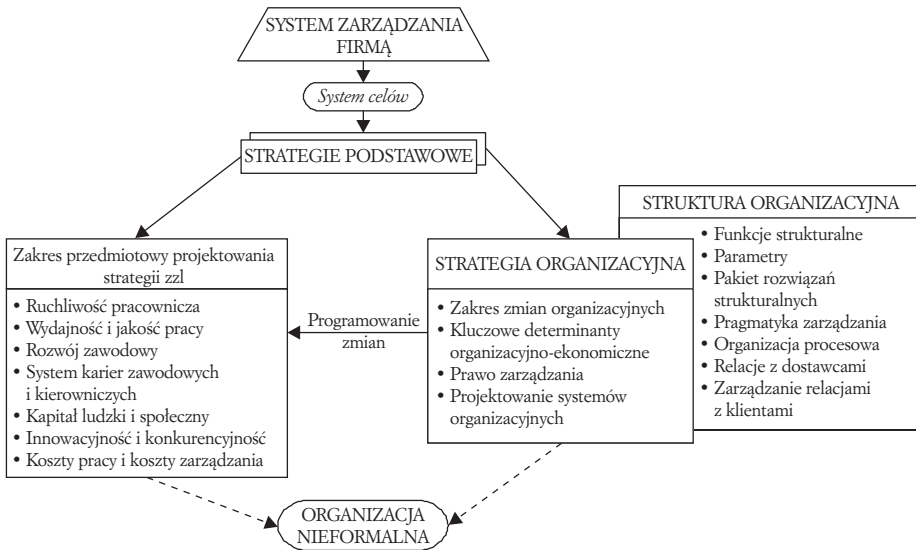 SYSTEM ZARZĄDZANIA
FIRMĄ
System celów
STRATEGIE PODSTAWOWE
Zakres przedmiotowy projektowania
strategii zzl
• Ruchliwość pracownicza
• Wydajność i jakość pracy
• Rozwój zawodowy
• System karier zawodowych
i kierowniczych
• Kapitał ludzki i społeczny
• Innowacyjność i konkurencyjność
• Koszty pracy i koszty zarządzania
Programowanie
zmian
STRATEGIA ORGANIZACYJNA
• Zakres zmian organizacyjnych
• Kluczowe determinanty
organizacyjno-ekonomiczne
• Prawo zarządzania
• Projektowanie systemów
organizacyjnych
STRUKTURA ORGANIZACYJNA
• Funkcje strukturalne
• Parametry
• Pakiet rozwiązań
strukturalnych
• Pragmatyka zarządzania
• Organizacja procesowa
• Relacje z dostawcami
• Zarządzanie relacjami
z klientami
ORGANIZACJA
NIEFORMALNA